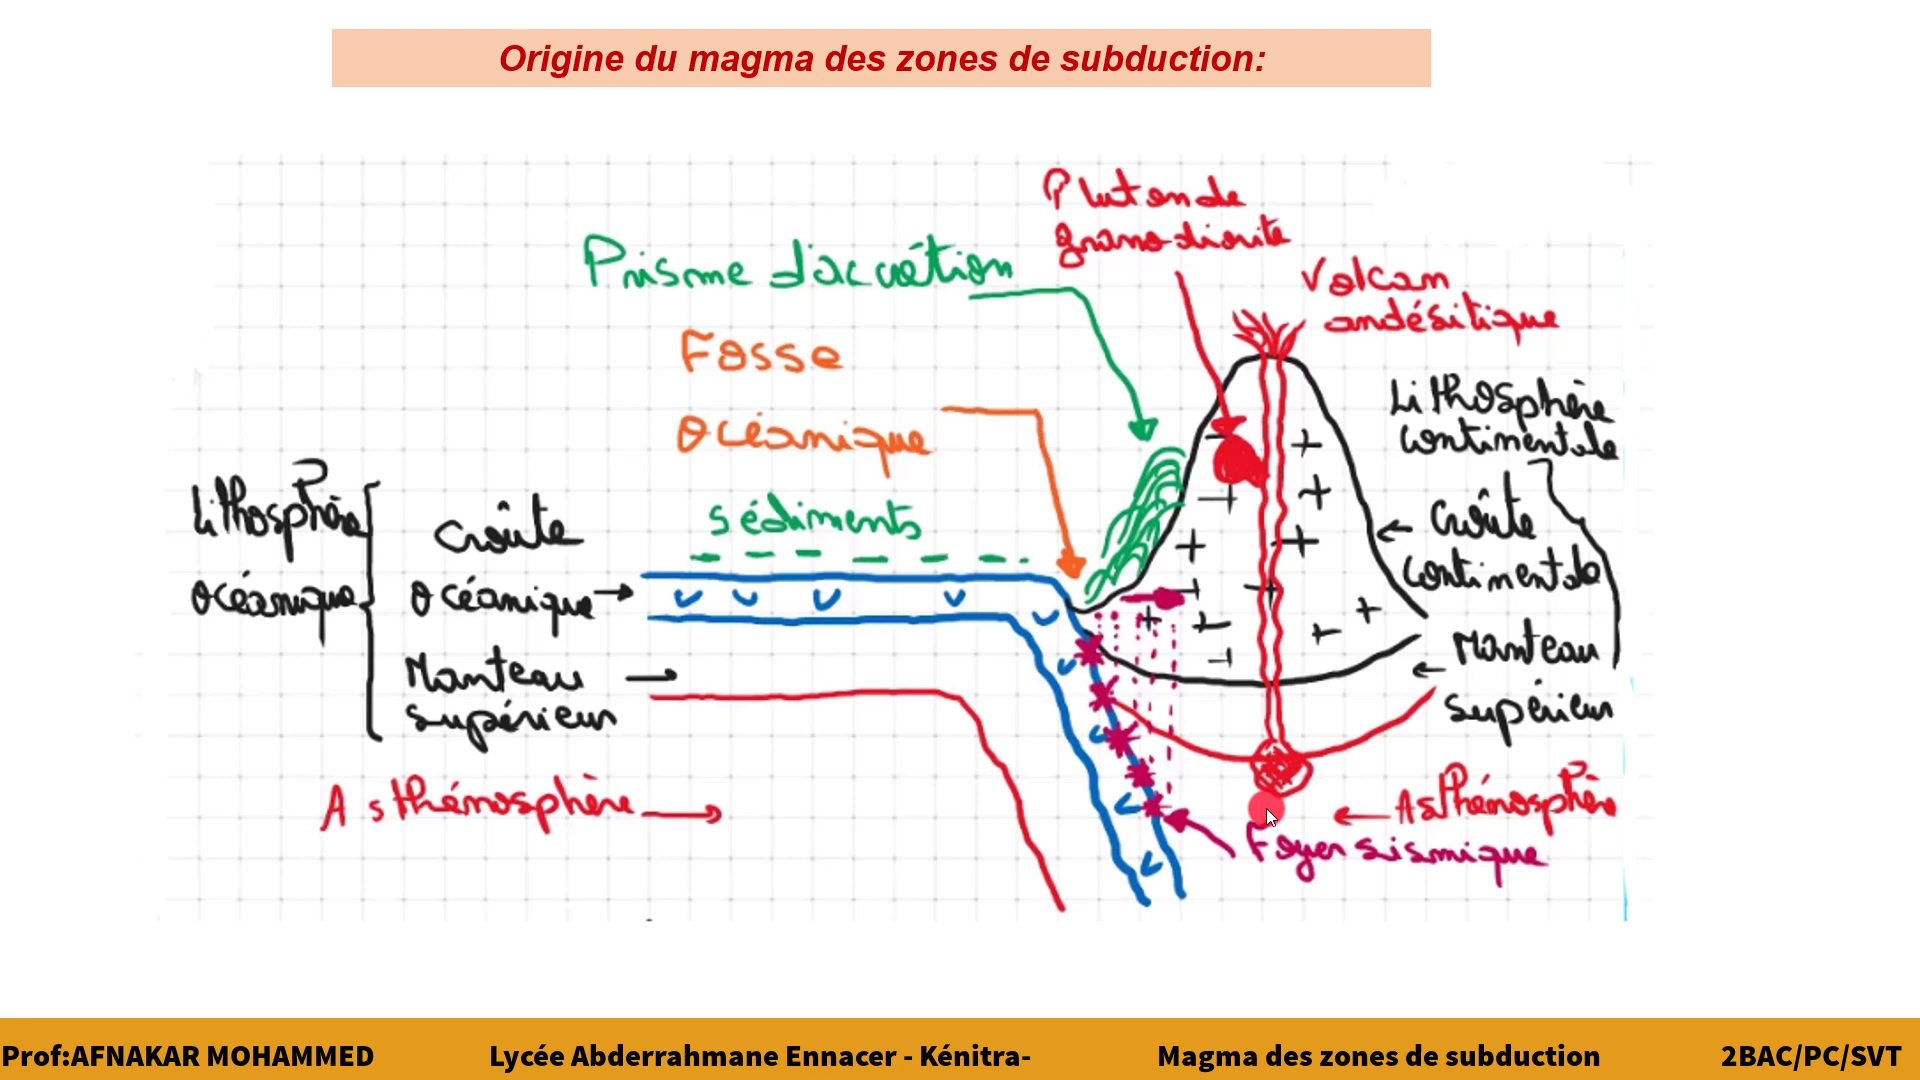 Origine du magma des zones de subduction:
Pluton de
grano-diorite
Prisme d'accrétion
Volcan
andésitique
Fosse
Océanique
Lithosphère
continentale
sédiments
Lithosphère
Océanique
croûte
Océanique
croûte
continentale
Manteau
supérieur
Manteau
supérieur
Asthénosphère
Asthénosphère
Foyer sismique
Prof:AFNAKAR MOHAMMED
Lycée Abderrahmane Ennacer - Kénitra-
Magma des zones de subduction
2BAC/PC/SVT